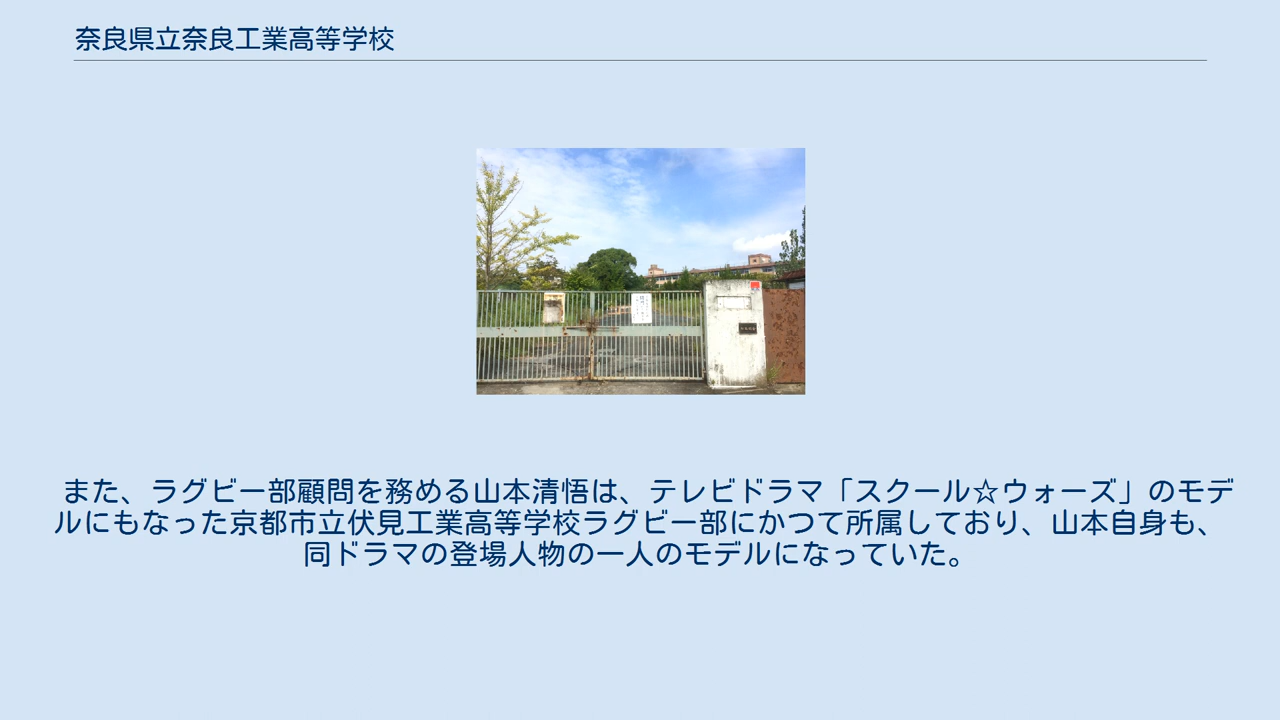 奈良県立奈良工業高等学校
また、ラグビー部顧問を務める山本清悟は、テレビドラマ「スクール☆ウォーズ」のモデ
ルにもなった京都市立伏見工業高等学校ラグビー部にかつて所属しており、山本自身も、
同ドラマの登場人物の一人のモデルになっていた。